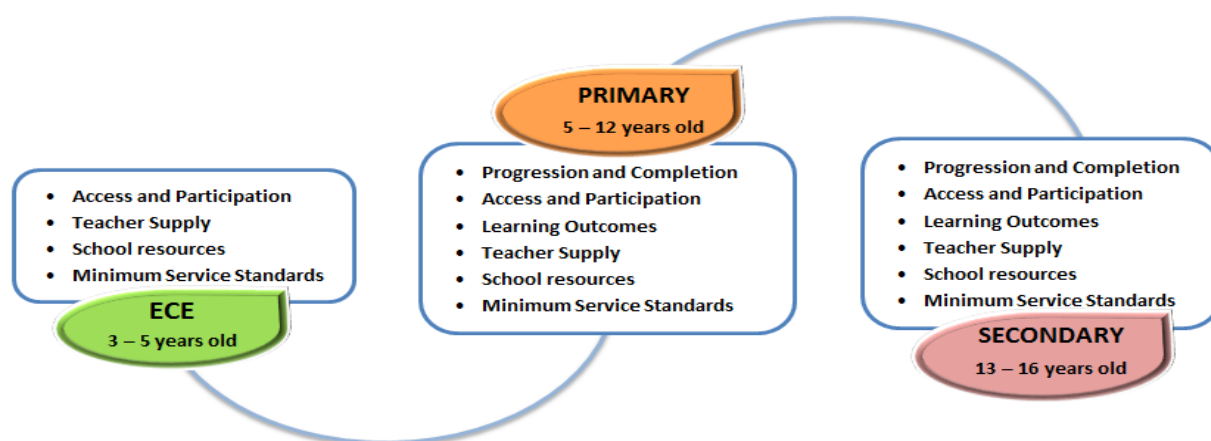 • Access and Participation
• Teacher Supply
• School resources
• Minimum Service Standards
ECE
3 – 5 years old
PRIMARY
5 – 12 years old
• Progression and Completion
• Access and Participation
• Learning Outcomes
• Teacher Supply
• School resources
• Minimum Service Standards
• Progression and Completion
• Access and Participation
• Learning Outcomes
• Teacher Supply
• School resources
• Minimum Service Standards
SECONDARY
13 – 16 years old